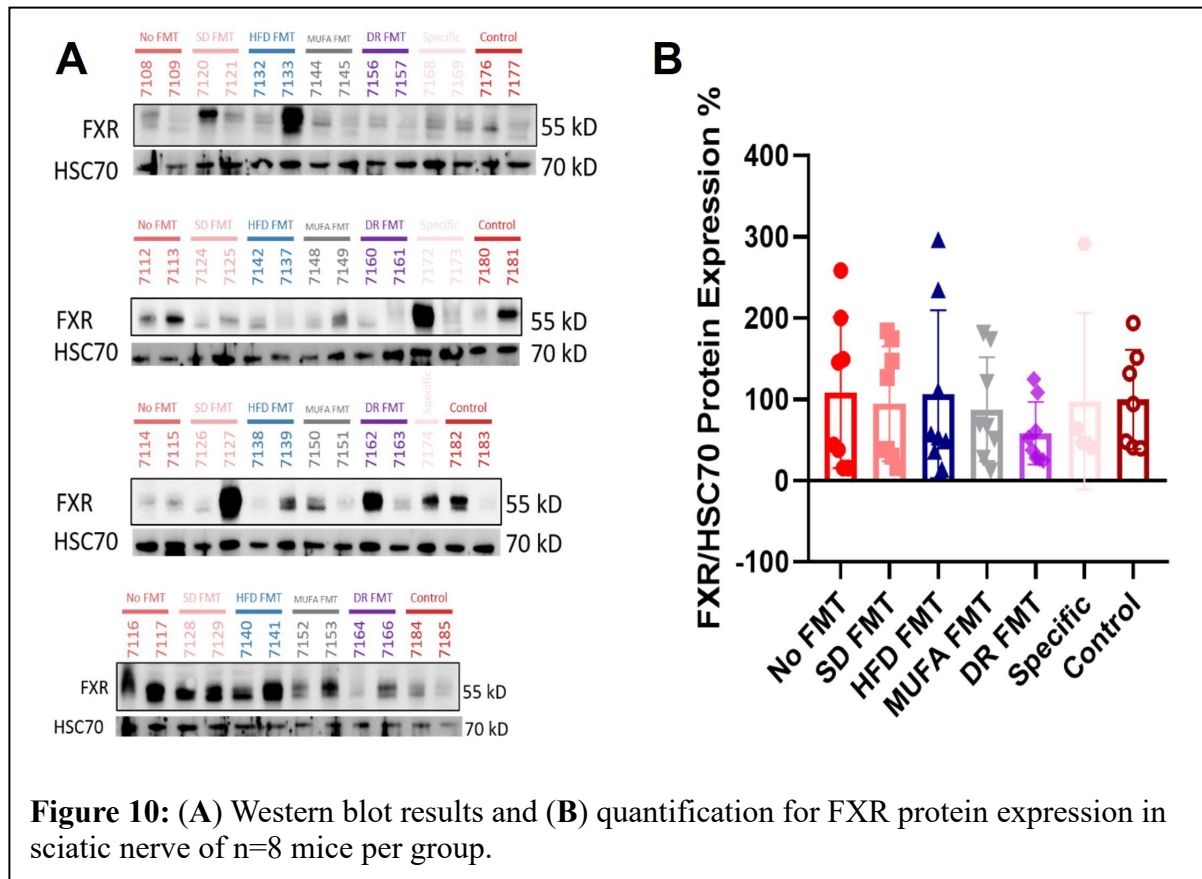 A
No FMT SD FMT HFD FMT MUFA FMT DR FMT Specific Control
7108 7109 7120 7121 7132 7133 7144 7145 7156 7157 7168 7169 7176 7177
FXR 55 kD
HSC70 70 kD
No FMT SD FMT HFD FMT MUFA FMT DR FMT Specific Control
7112 7113 7124 7125 7142 7137 7148 7149 7160 7161 7172 7173 7180 7181
FXR 55 kD
HSC70 70 kD
No FMT SD FMT HFD FMT MUFA FMT DR FMT Specific Control
7114 7115 7126 7127 7138 7139 7150 7151 7162 7163 7174 7182 7183
FXR 55 kD
HSC70 70 kD
No FMT SD FMT HFD FMT MUFA FMT DR FMT Control
7116 7117 7128 7129 7140 7141 7152 7153 7164 7166 7184 7185
FXR 55 kD
HSC70 70 kD
B
FXR/HSC70 Protein Expression %
400
300
200
100
0
-100
No FMT
SD FMT
HFD FMT
MUFA FMT
DR FMT
Specific
Control
Figure 10: (A) Western blot results and (B) quantification for FXR protein expression in
sciatic nerve of n=8 mice per group.